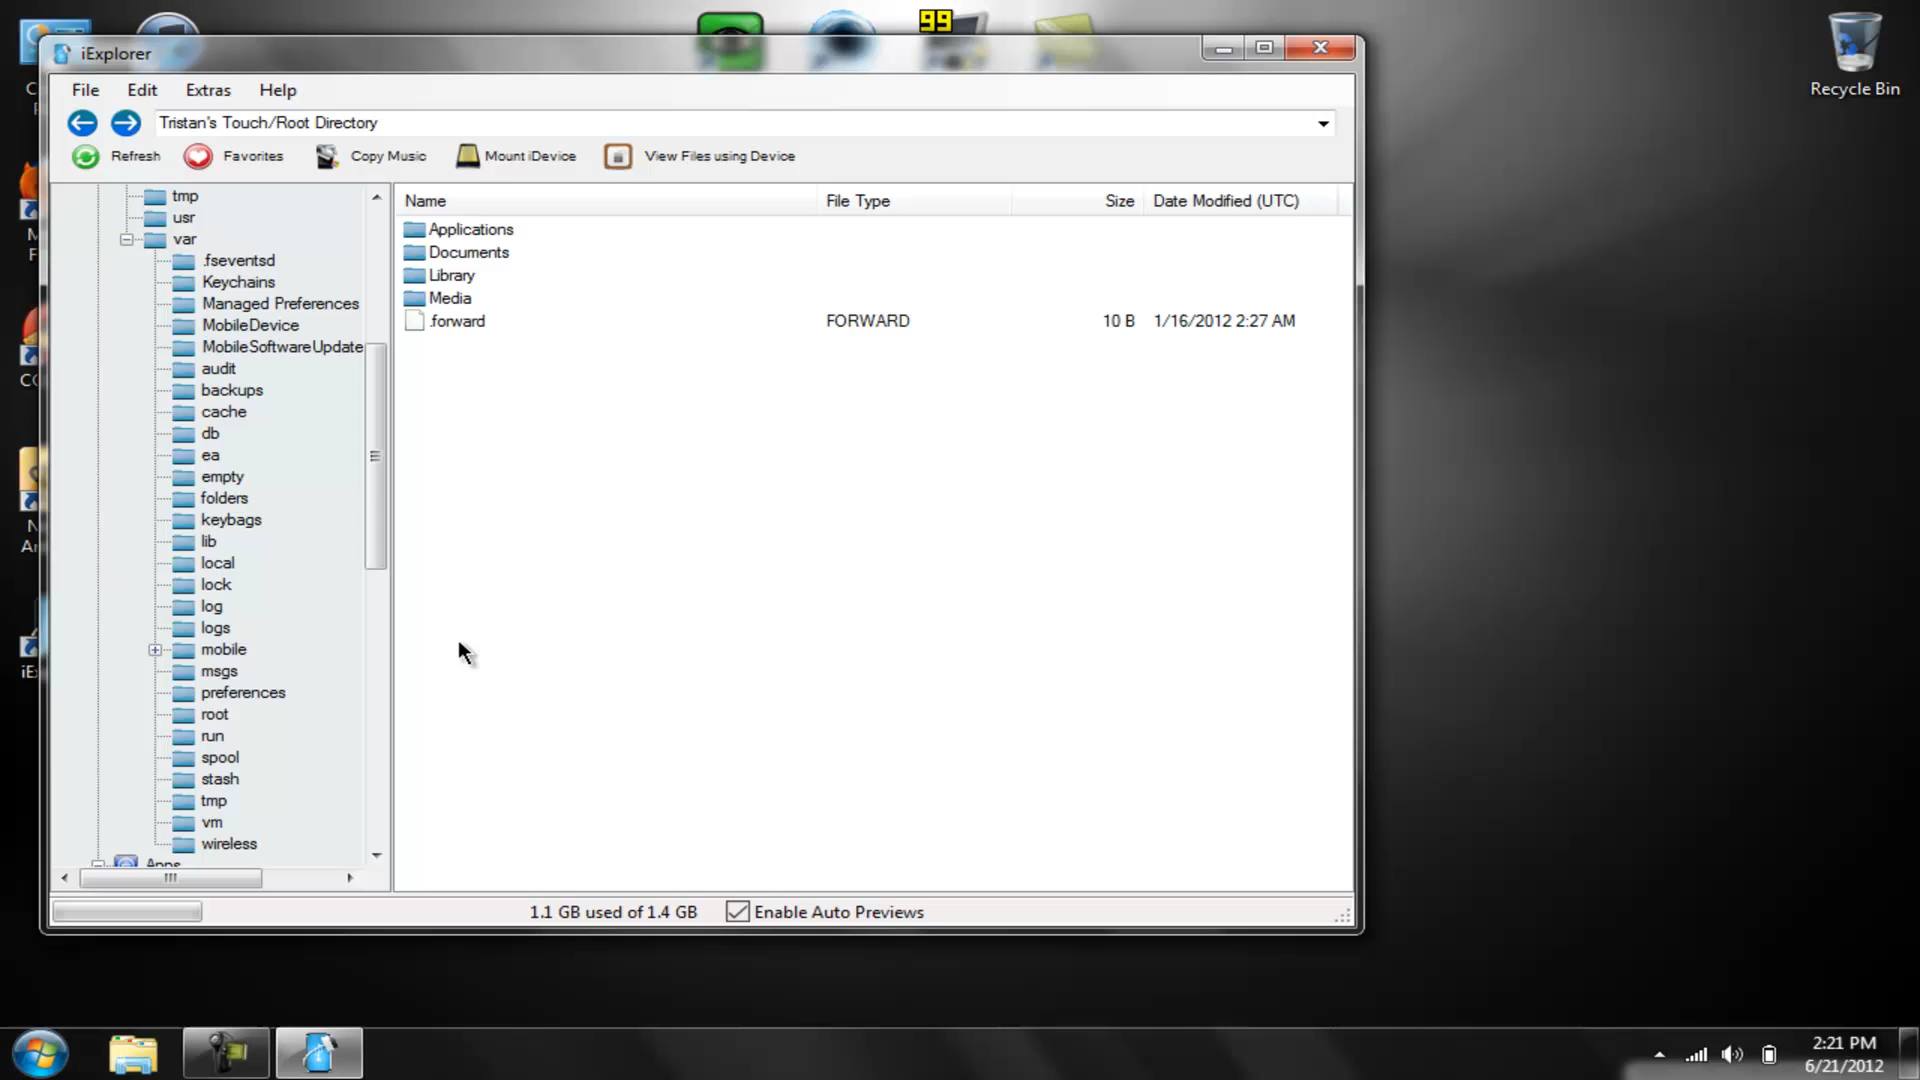 99
Recycle Bin
iExplorer
File Edit Extras Help
Tristan's Touch/Root Directory
Refresh Favorites Copy Music Mount iDevice View Files using Device
Name File Type Size Date Modified (UTC)
tmp
usr
var
.fseventsd
Keychains
Managed Preferences
MobileDevice
MobileSoftwareUpdate
audit
backups
cache
db
ea
empty
folders
keybags
lib
local
lock
log
logs
mobile
msgs
preferences
root
run
spool
stash
tmp
vm
wireless
Apps
Applications
Documents
Library
Media
.forward FORWARD 10 B 1/16/2012 2:27 AM
1.1 GB used of 1.4 GB Enable Auto Previews
2:21 PM
6/21/2012